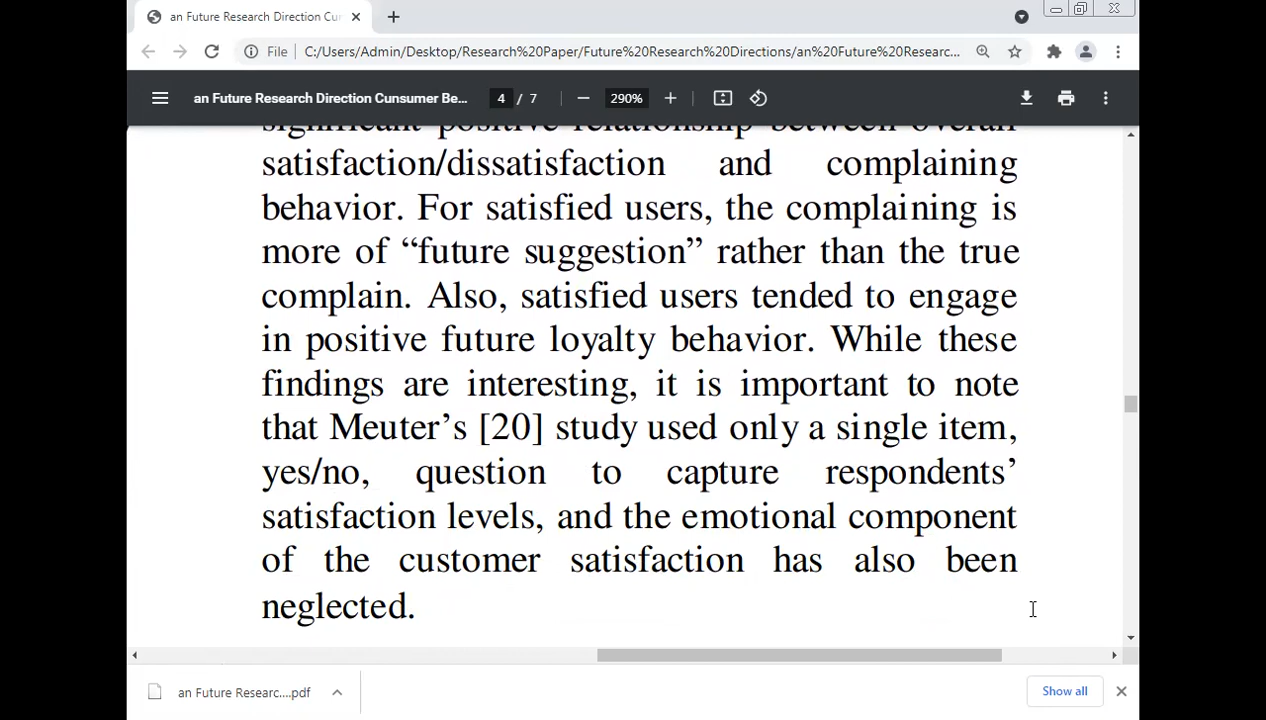 an Future Research Direction Cur
File
C:/Users/Admin/Desktop/Research%20Paper/Future%20Research%20Directions/an%20Future%20Researc...
an Future Research Direction Cunsumer Be...
4 / 7
290%
significant positive relationship between overall
satisfaction/dissatisfaction and complaining
behavior. For satisfied users, the complaining is
more of “future suggestion” rather than the true
complain. Also, satisfied users tended to engage
in positive future loyalty behavior. While these
findings are interesting, it is important to note
that Meuter’s [20] study used only a single item,
yes/no, question to capture respondents’
satisfaction levels, and the emotional component
of the customer satisfaction has also been
neglected.
an Future Researc....pdf
Show all